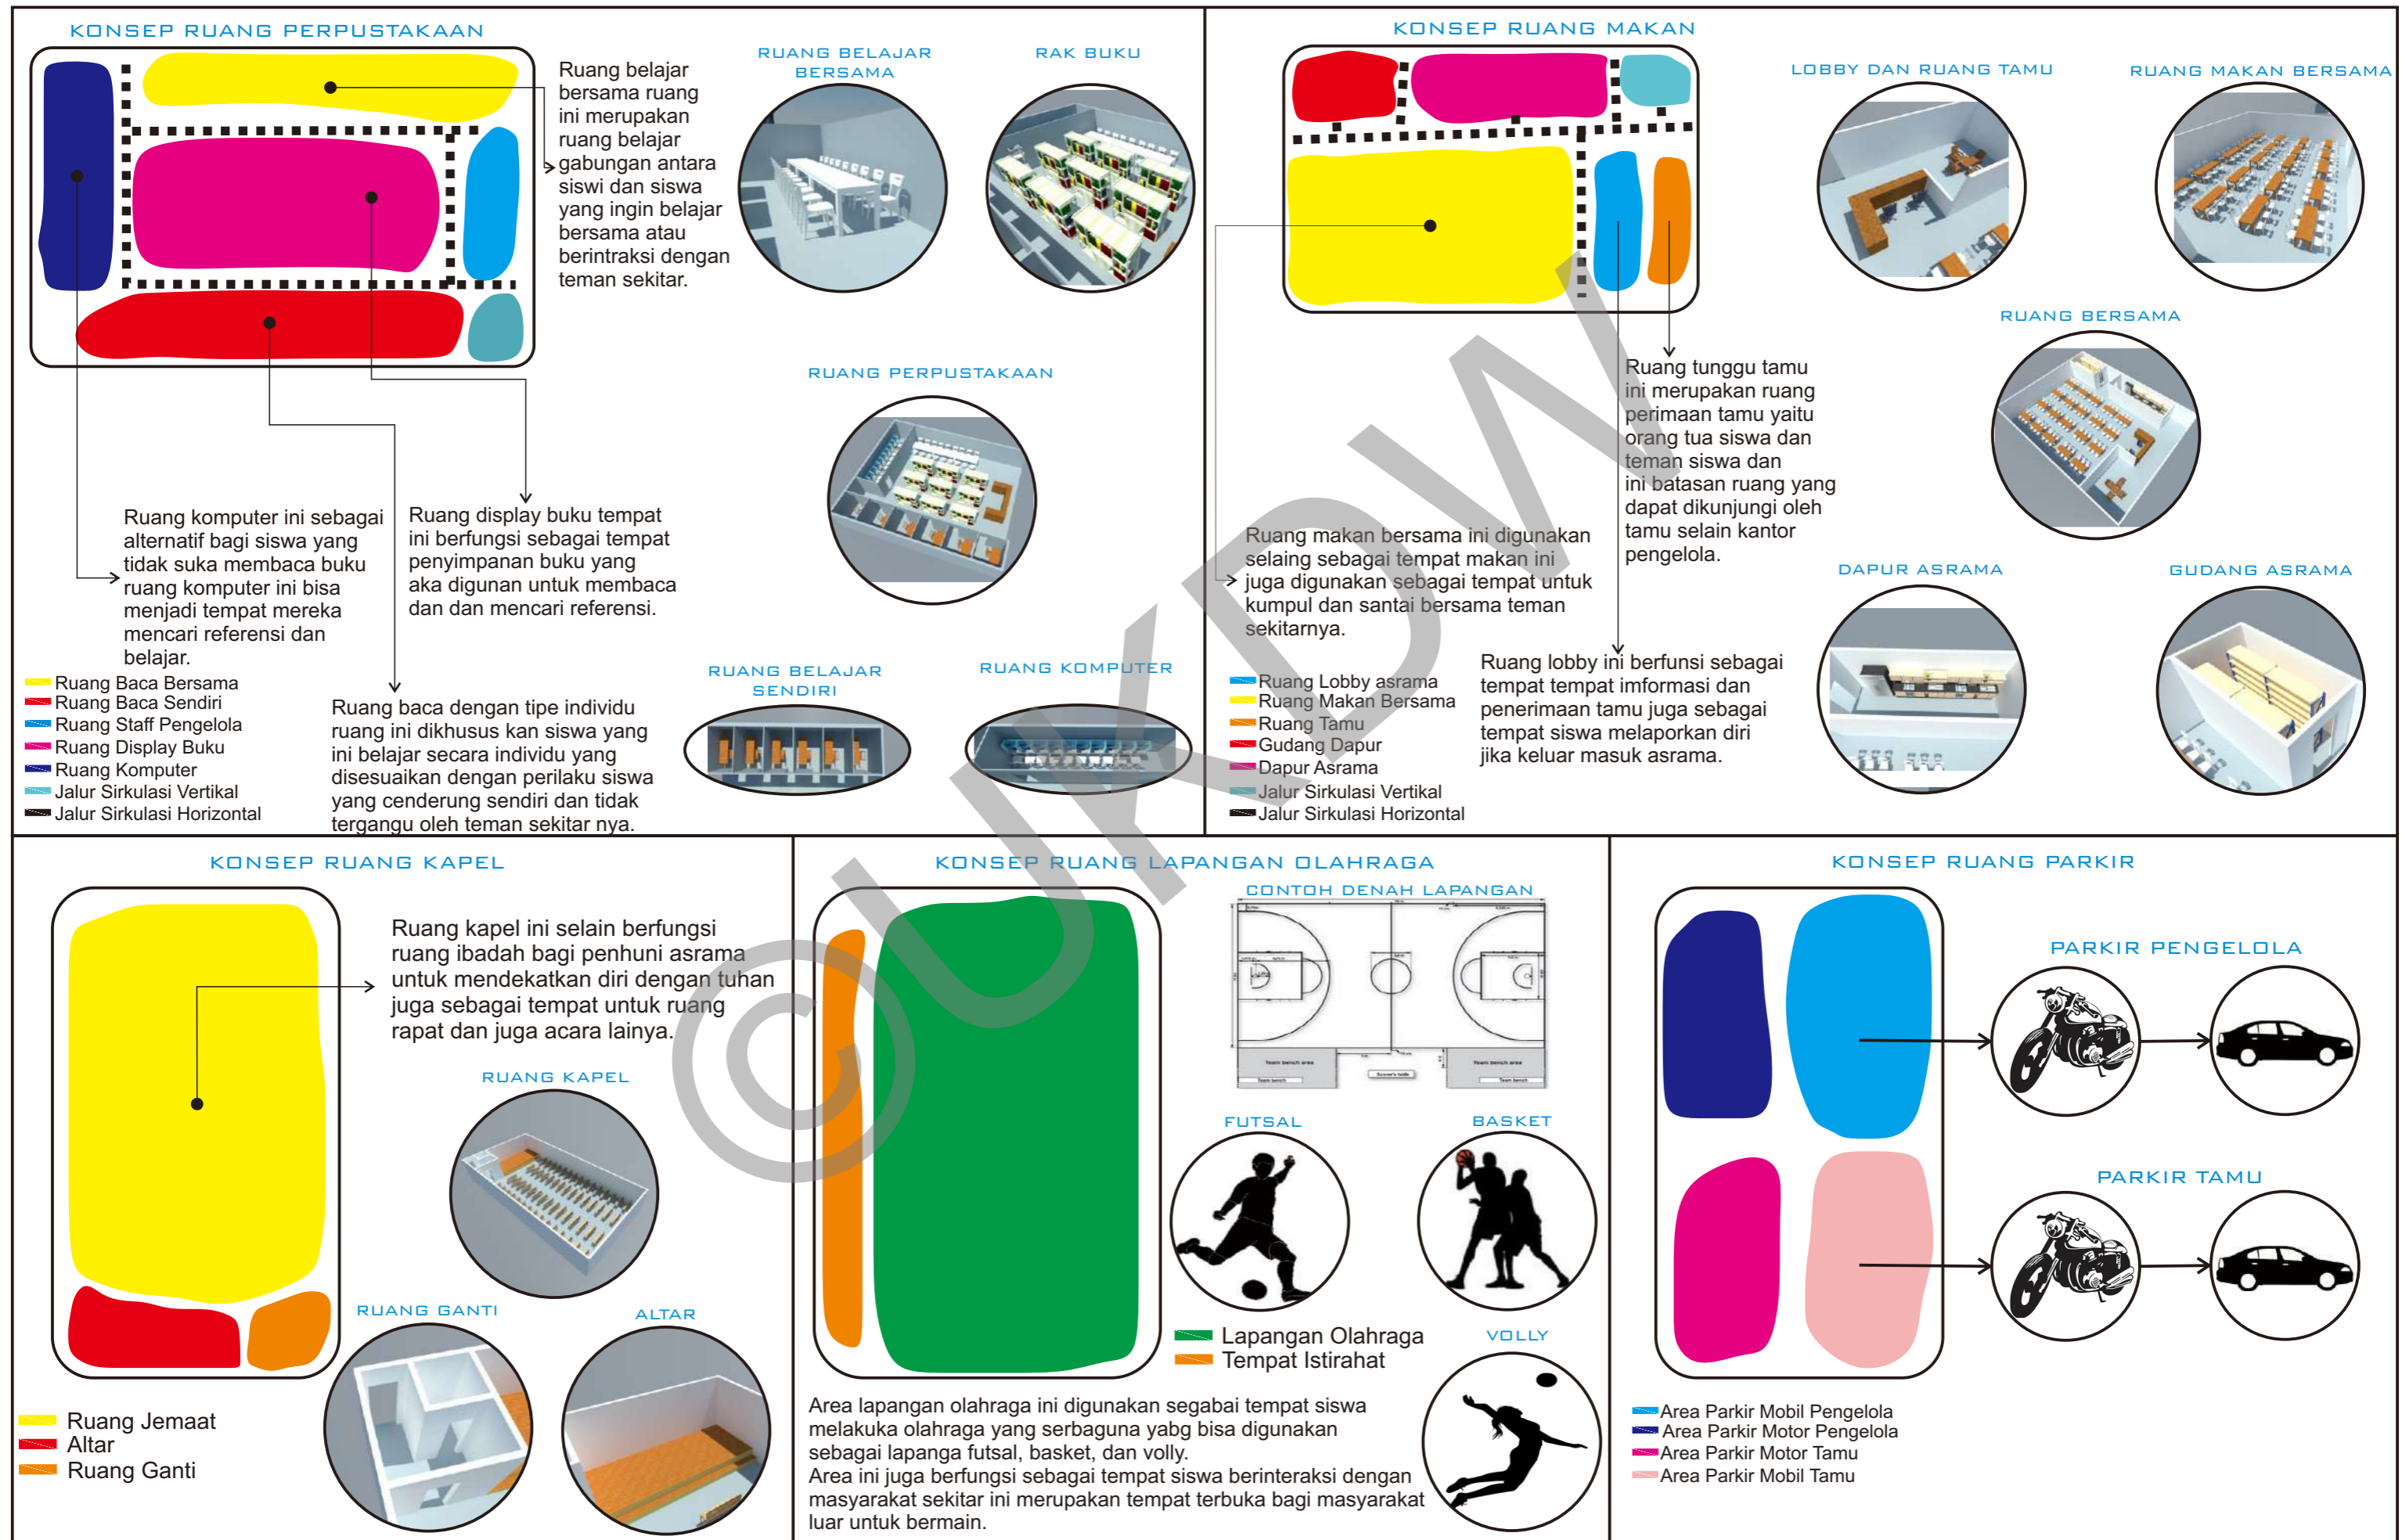 KONSEP RUANG PERPUSTAKAAN
Ruang belajar
bersama ruang
ini merupakan
ruang belajar
gabungan antara
siswi dan siswa
yang ingin belajar
bersama atau
berintraksi dengan
teman sekitar.
RUANG BELAJAR
BERSAMA
RAK BUKU
RUANG PERPUSTAKAAN
Ruang komputer ini sebagai
alternatif bagi siswa yang
tidak suka membaca buku
ruang komputer ini bisa
menjadi tempat mereka
mencari referensi dan
belajar.
Ruang display buku tempat
ini berfungsi sebagai tempat
penyimpanan buku yang
aka digunan untuk membaca
dan dan mencari referensi.
Ruang Baca Bersama
Ruang Baca Sendiri
Ruang Staff Pengelola
Ruang Display Buku
Ruang Komputer
Jalur Sirkulasi Vertikal
Jalur Sirkulasi Horizontal
Ruang baca dengan tipe individu
ruang ini dikhusus kan siswa yang
ini belajar secara individu yang
disesuaikan dengan perilaku siswa
yang cenderung sendiri dan tidak
tergangu oleh teman sekitar nya.
RUANG BELAJAR
SENDIRI
RUANG KOMPUTER
KONSEP RUANG MAKAN
LOBBY DAN RUANG TAMU
RUANG MAKAN BERSAMA
RUANG BERSAMA
Ruang tunggu tamu
ini merupakan ruang
perimaan tamu yaitu
orang tua siswa dan
teman siswa dan
ini batasan ruang yang
dapat dikunjungi oleh
tamu selain kantor
pengelola.
Ruang makan bersama ini digunakan
selaing sebagai tempat makan ini
juga digunakan sebagai tempat untuk
kumpul dan santai bersama teman
sekitarnya.
DAPUR ASRAMA
GUDANG ASRAMA
Ruang Lobby asrama
Ruang Makan Bersama
Ruang Tamu
Gudang Dapur
Dapur Asrama
Jalur Sirkulasi Vertikal
Jalur Sirkulasi Horizontal
Ruang lobby ini berfunsi sebagai
tempat tempat imformasi dan
penerimaan tamu juga sebagai
tempat siswa melaporkan diri
jika keluar masuk asrama.
©UKDW
KONSEP RUANG KAPEL
Ruang kapel ini selain berfungsi
ruang ibadah bagi penhuni asrama
untuk mendekatkan diri dengan tuhan
juga sebagai tempat untuk ruang
rapat dan juga acara lainya.
RUANG KAPEL
RUANG GANTI
ALTAR
Ruang Jemaat
Altar
Ruang Ganti
KONSEP RUANG LAPANGAN OLAHRAGA
CONTOH DENAH LAPANGAN
Team bench area
Team bench
Scorer's table
Team bench area
Team bench
FUTSAL
BASKET
Lapangan Olahraga
Tempat Istirahat
VOLLY
Area lapangan olahraga ini digunakan segabai tempat siswa
melakuka olahraga yang serbaguna yabg bisa digunakan
sebagai lapanga futsal, basket, dan volly.
Area ini juga berfungsi sebagai tempat siswa berinteraksi dengan
masyarakat sekitar ini merupakan tempat terbuka bagi masyarakat
luar untuk bermain.
KONSEP RUANG PARKIR
PARKIR PENGELOLA
PARKIR TAMU
Area Parkir Mobil Pengelola
Area Parkir Motor Pengelola
Area Parkir Motor Tamu
Area Parkir Mobil Tamu